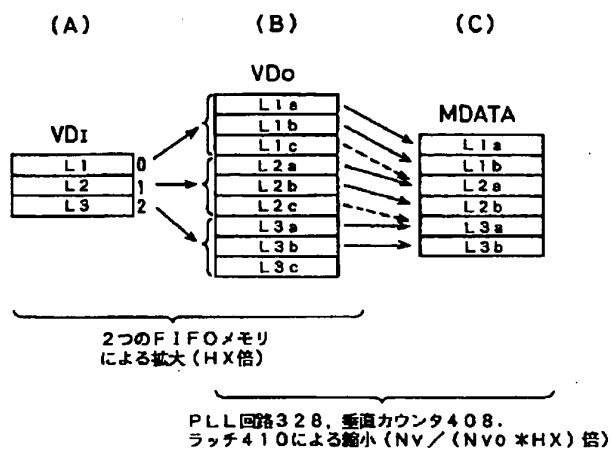 (A)
(B)
(C)
VDI
L1 0
L2 1
L3 2
VDo
L1a
L1b
L1c
L2a
L2b
L2c
L3a
L3b
L3c
MDATA
L1a
L1b
L2a
L2b
L3a
L3b
2つのFIFOメモリ
による拡大(HX倍)
PLL回路328,垂直カウンタ408.
ラッチ410による縮小(NV/(NVO*HX)倍)